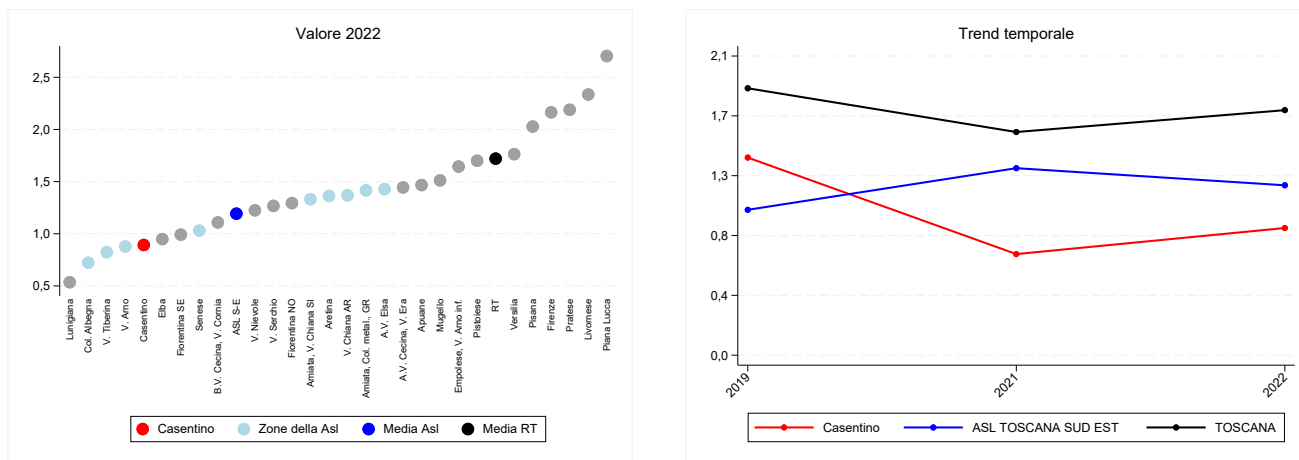 Valore 2022
2,5
2,0
1,5
1,0
0,5
Lunigiana
Col. Albegna
V. Tiberina
V. Arno
Casentino
Elba
Fiorentina SE
Senese
B.V. Cecina, V. Cornia
ASL S-E
V. Nievole
V. Serchio
Fiorentina NO
Amiata, V. Chiana SI
Aretina
V. Chiana AR
Amiata, Col. metal., GR
A.V. Elsa
A.V. Cecina, V. Era
Apuane
Mugello
Empolese, V. Arno inf.
Pistoiese
RT
Versilia
Pisana
Firenze
Pratese
Livornese
Piana Lucca
Casentino
Zone della Asl
Media Asl
Media RT
Trend temporale
2,1
1,7
1,3
0,8
0,4
0,0
2019
2021
2022
Casentino
ASL TOSCANA SUD EST
TOSCANA